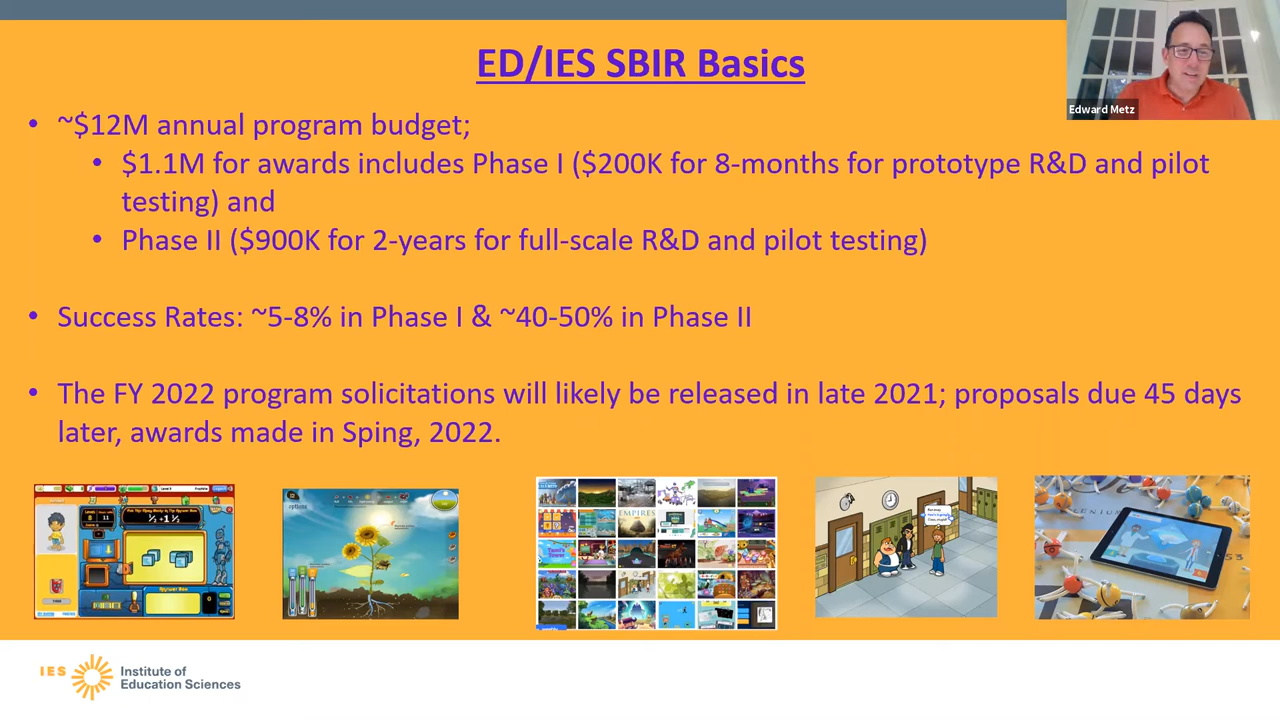 ED/IES SBIR Basics
Edward Metz
• ~$12M annual program budget;
• $1.1M for awards includes Phase I ($200K for 8-months for prototype R&D and pilot
testing) and
• Phase II ($900K for 2-years for full-scale R&D and pilot testing)
• Success Rates: ~5-8% in Phase I & ~40-50% in Phase II
• The FY 2022 program solicitations will likely be released in late 2021; proposals due 45 days
later, awards made in Sping, 2022.
options
EMPIRES
IES
Institute of
Education Sciences